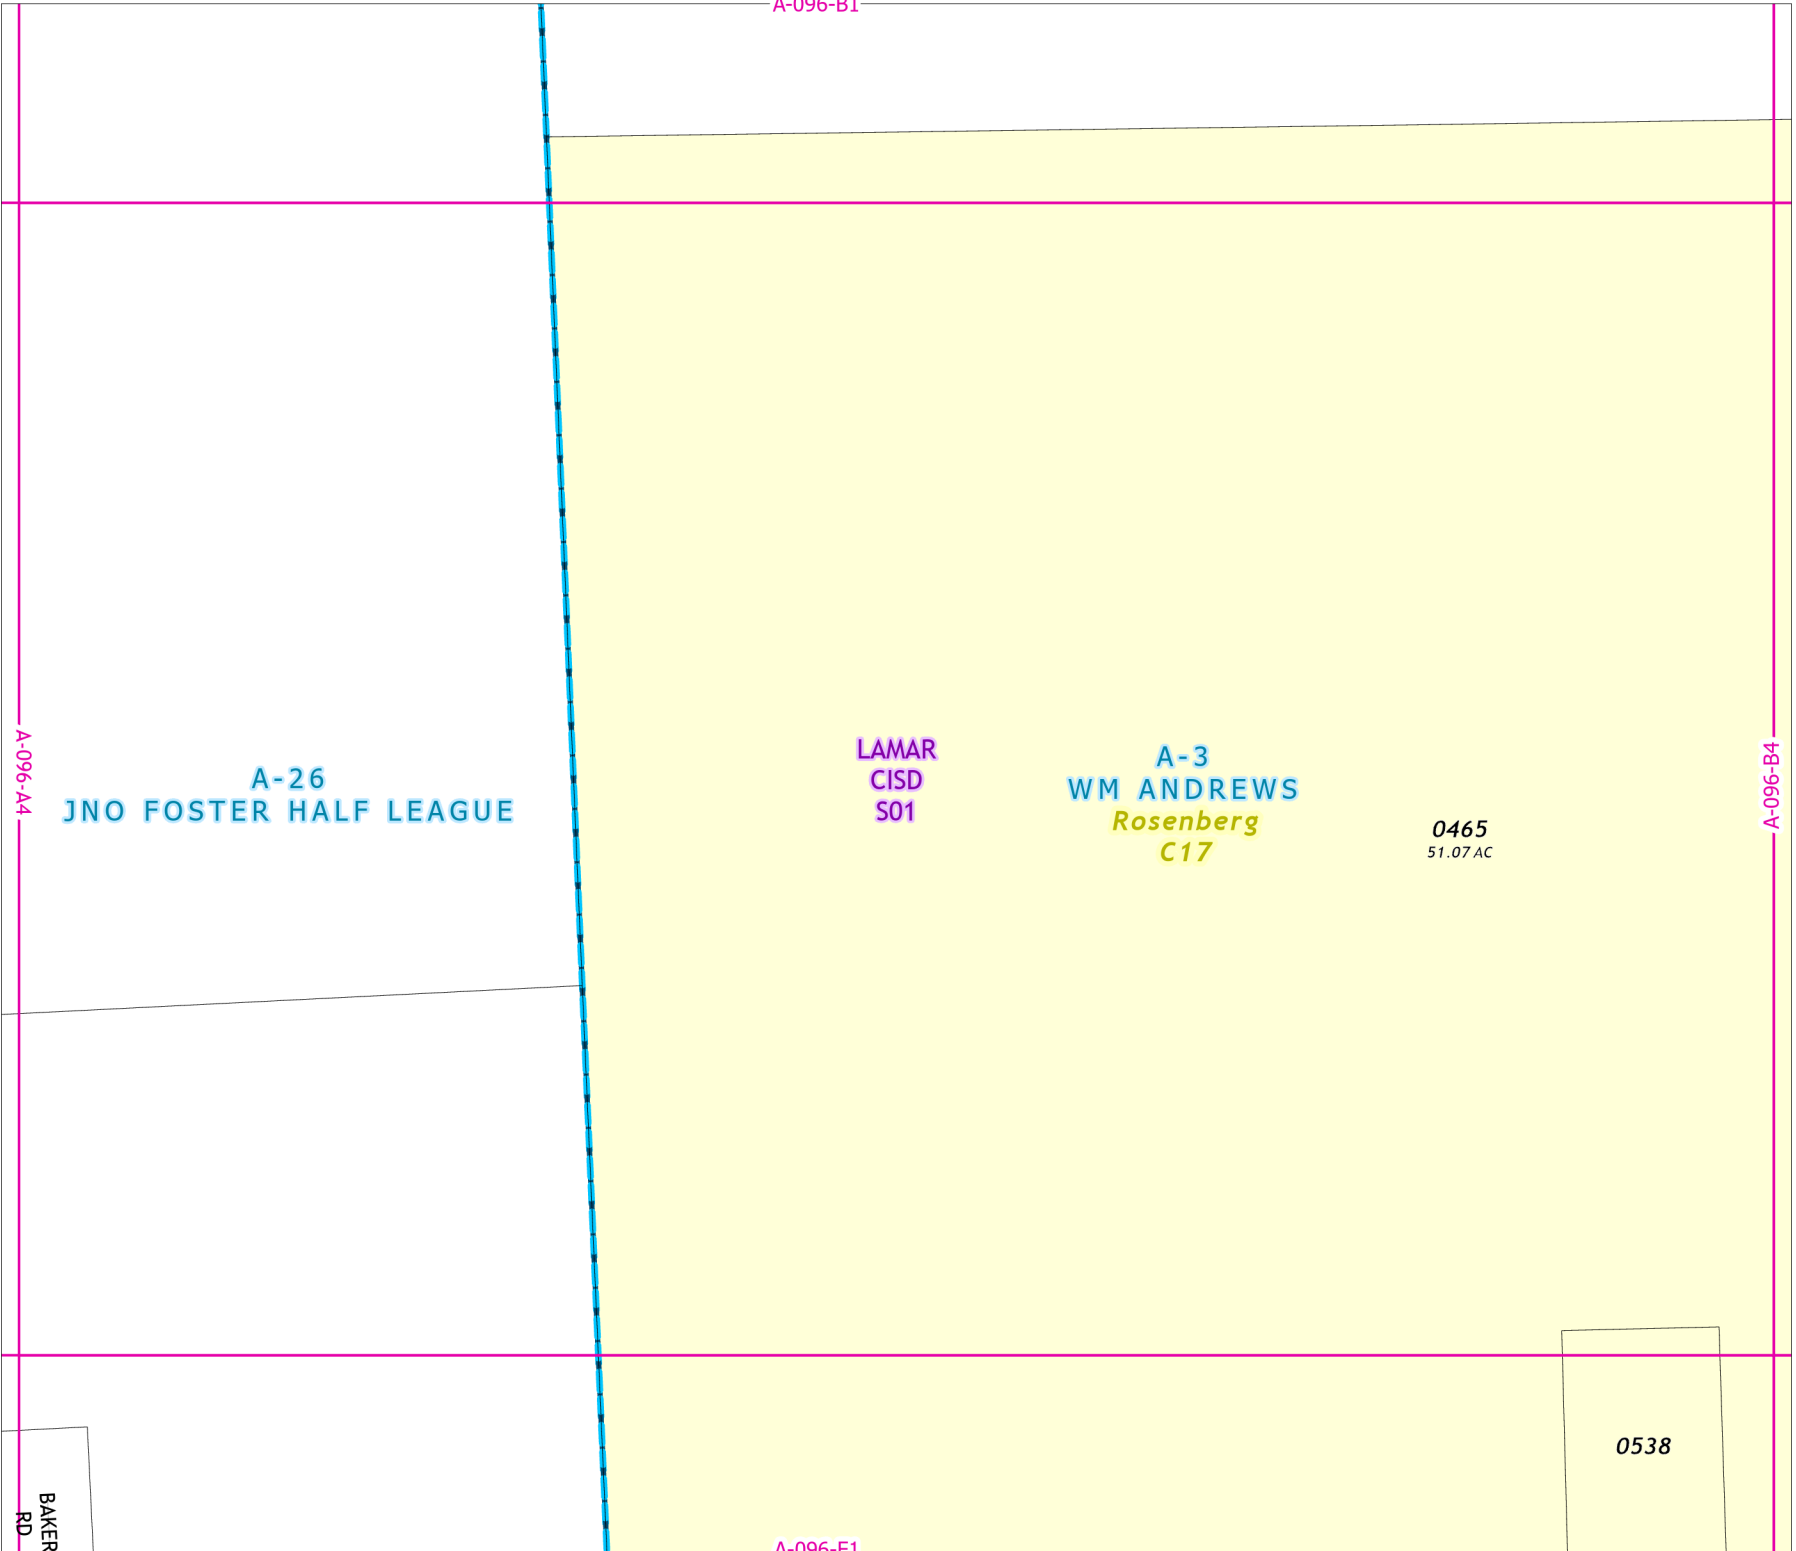 A-096-B1
A-096-A4
A-26
JNO FOSTER HALF LEAGUE
LAMAR
CISD
S01
A-3
WM ANDREWS
Rosenberg
C17
0465
51.07 AC
A-096-B4
0538
BAKER
RD
A-096-E1